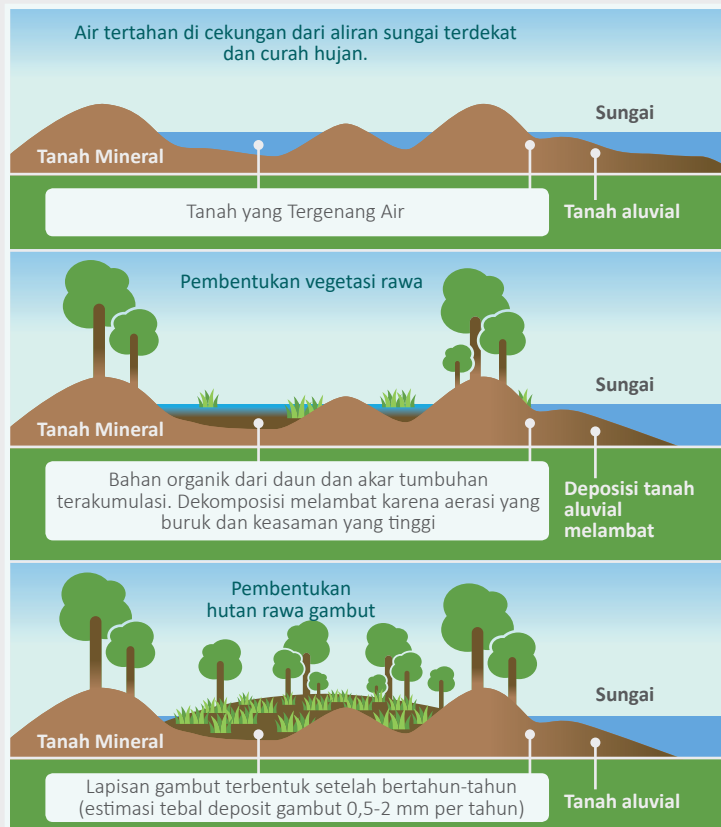 Air tertahan di cekungan dari aliran sungai terdekat
dan curah hujan.
Sungai
Tanah Mineral
Tanah yang Tergenang Air
Tanah aluvial
Pembentukan vegetasi rawa
Sungai
Tanah Mineral
Bahan organik dari daun dan akar tumbuhan
terakumulasi. Dekomposisi melambat karena aerasi yang
buruk dan keasaman yang tinggi
Deposisi tanah
aluvial
melambat
Pembentukan
hutan rawa gambut
Sungai
Tanah Mineral
Lapisan gambut terbentuk setelah bertahun-tahun
(estimasi tebal deposit gambut 0,5-2 mm per tahun)
Tanah aluvial